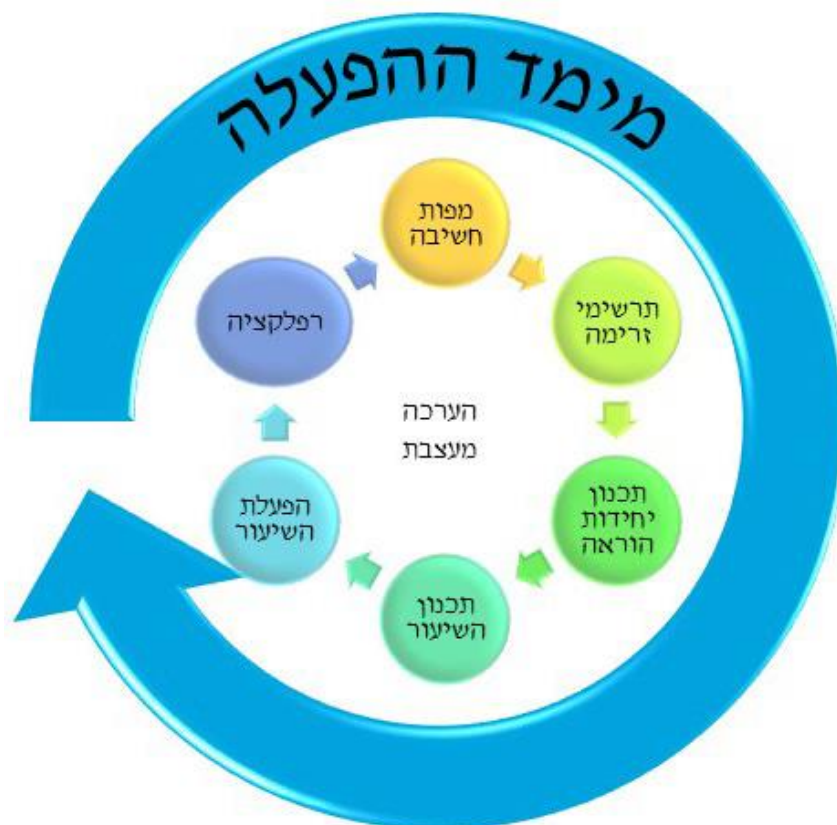 מימד ההפעלה
מפות
חשיבה
תרשימי
זרימה
תכנון
יחידות
הוראה
תכנון
השיעור
הפעלת
השיעור
רפלקציה
הערכה
מעצבת